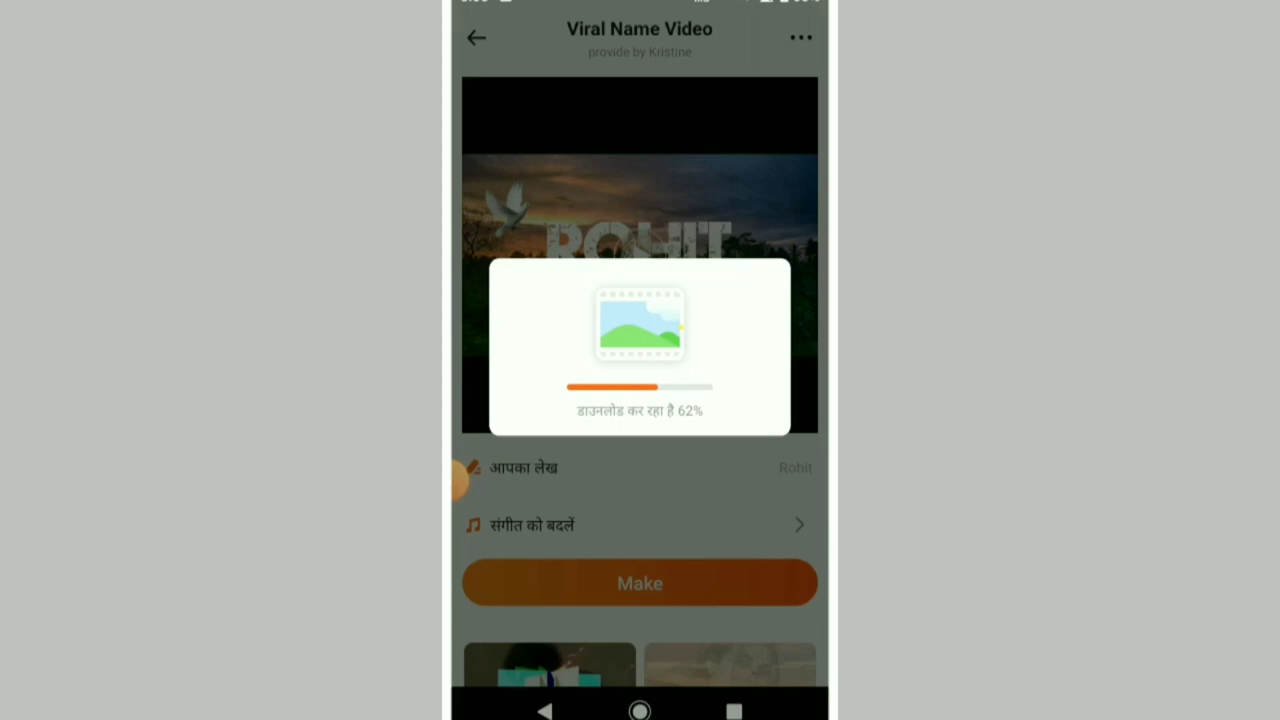 Viral Name Video
provide by Kristine
ROHIT
डाउनलोड कर रहा है 62%
आपका लेख
Rohit
संगीत को बदलें
Make